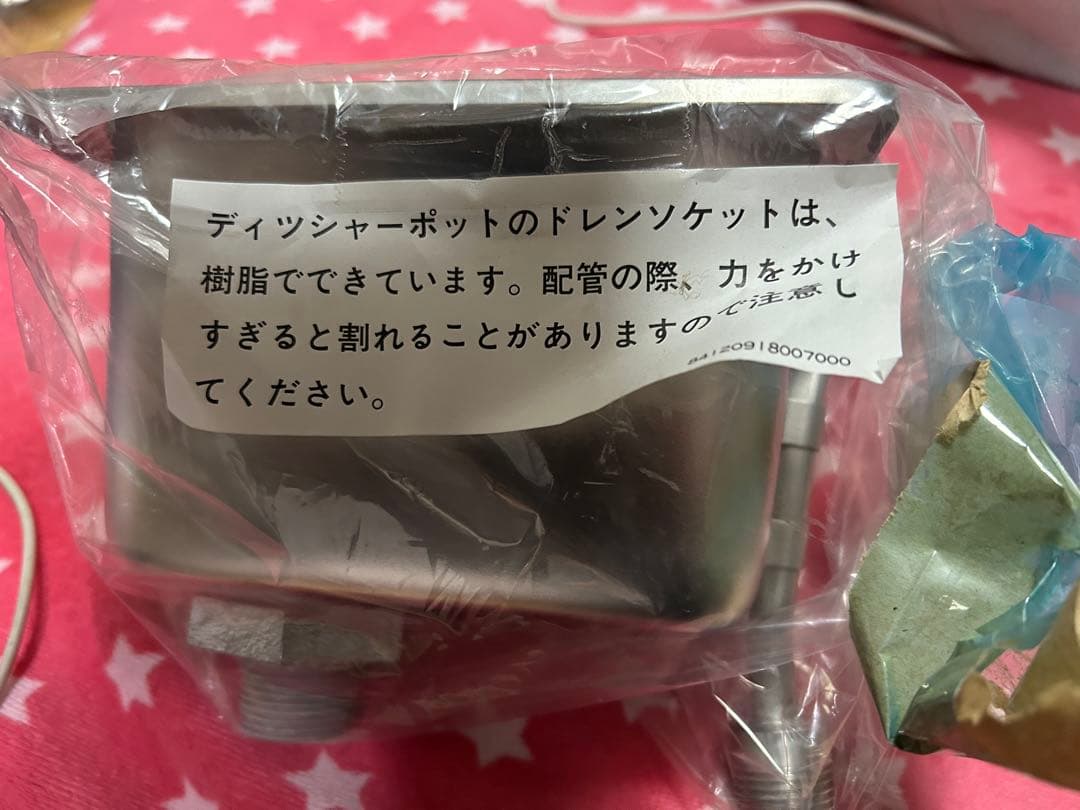 ディツシャーポットのドレンソケットは、
樹脂でできています。配管の際、力をかけ
すぎると割れることがありますので注意し
てください。
84120918007000